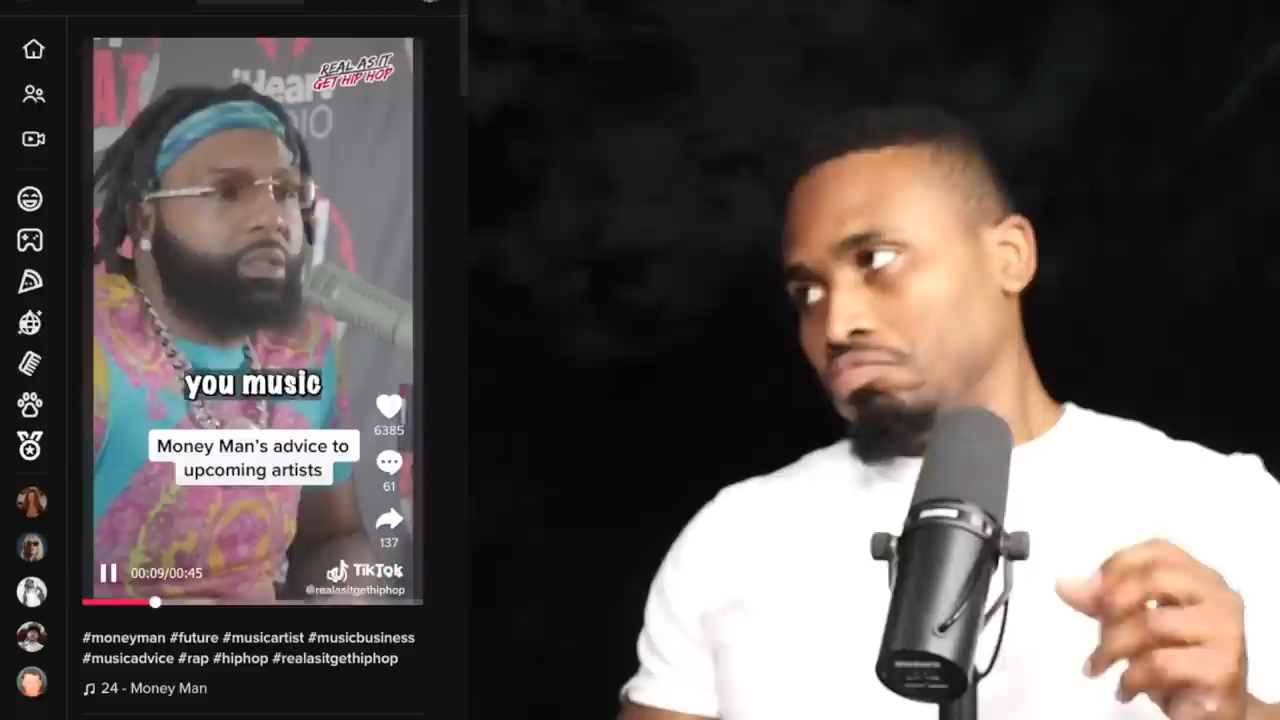 REAL AS IT
GET HIP HOP
iHeart
you music
Money Man's advice to
upcoming artists
6385
61
137
00:09/00:45
TikTok
@realasitgethiphop
#moneyman #future #musicartist #musicbusiness
#musicadvice #rap #hiphop #realasitgethiphop
24 - Money Man